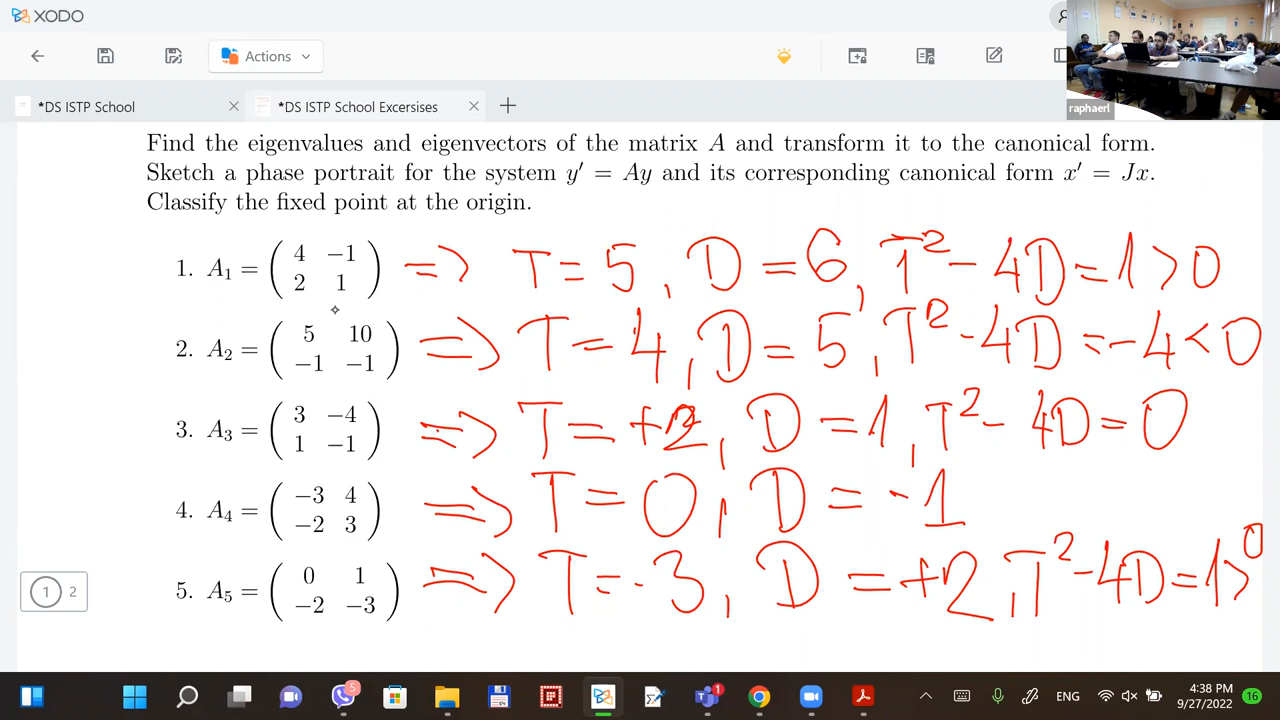 XODO
Actions
raphaerl
*DS ISTP School
*DS ISTP School Excersises
Find the eigenvalues and eigenvectors of the matrix A and transform it to the canonical form.
Sketch a phase portrait for the system y′ = Ay and its corresponding canonical form x′ = Jx.
Classify the fixed point at the origin.
1. A₁ = ( 4 −1 ; 2 1 ) => T = 5, D = 6, T² - 4D = 1 > 0
2. A₂ = ( 5 10 ; −1 −1 ) => T = 4, D = 5, T² - 4D = -4 < 0
3. A₃ = ( 3 −4 ; 1 −1 ) => T = +2, D = 1, T² - 4D = 0
4. A₄ = ( −3 4 ; −2 3 ) => T = 0, D = -1
5. A₅ = ( 0 1 ; −2 −3 ) => T = -3, D = +2, T² - 4D = 1 > 0
1 2
5
1
ENG
4:38 PM
9/27/2022
16